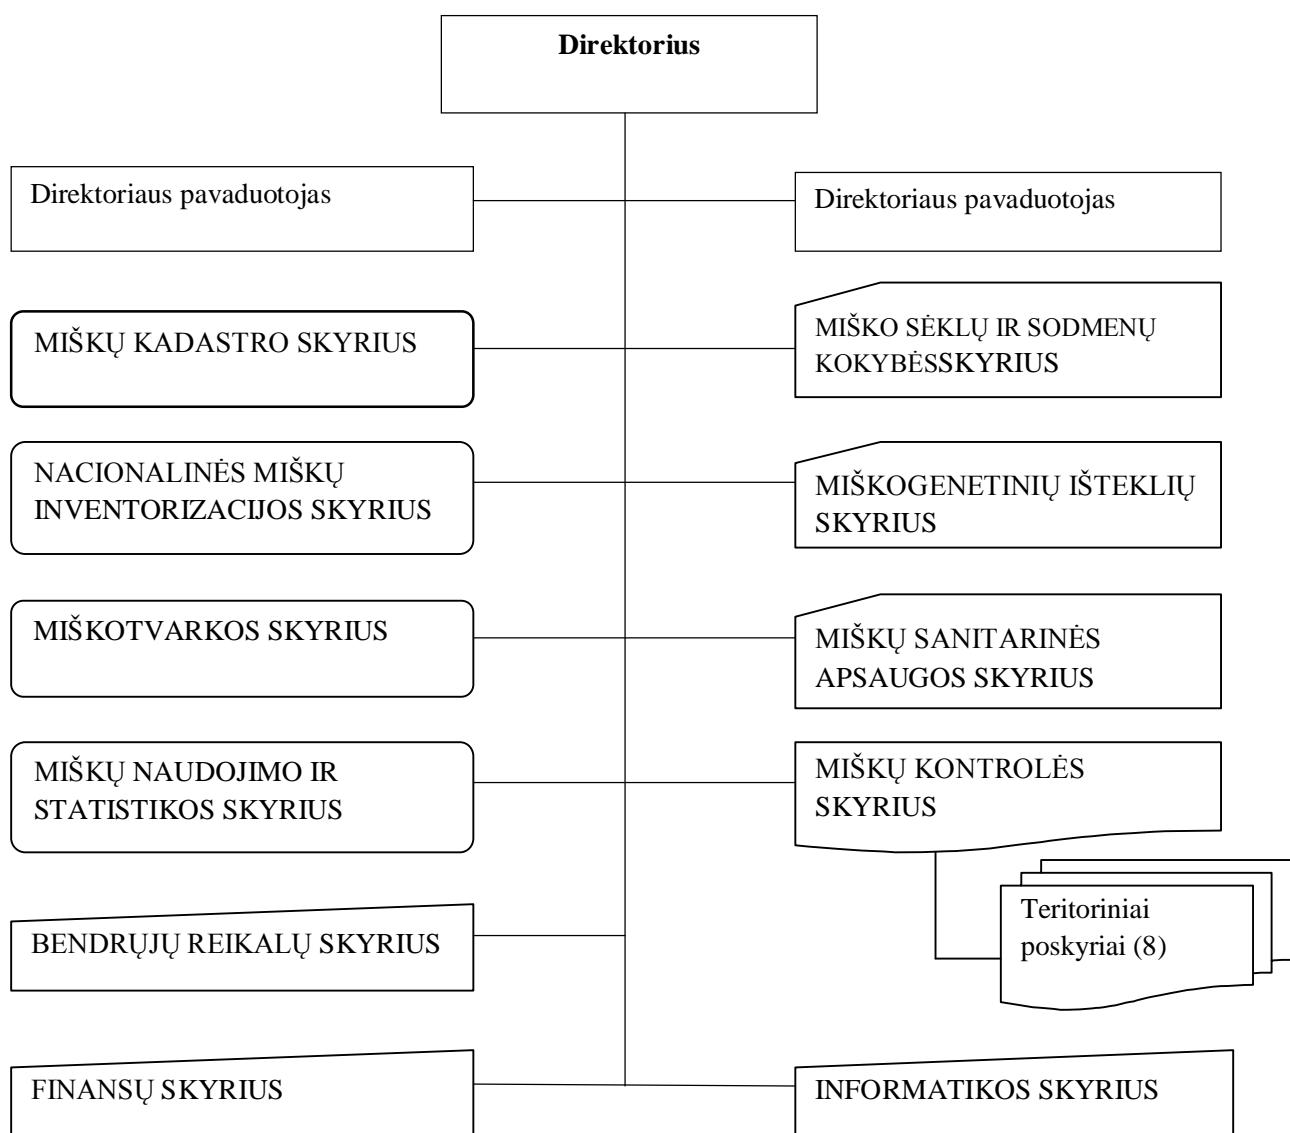 Direktorius
Direktoriaus pavaduotojas
Direktoriaus pavaduotojas
MIŠKŲ KADASTRO SKYRIUS
MIŠKO SĖKLŲ IR SODMENŲ
KOKYBĖSSKYRIUS
NACIONALINĖS MIŠKŲ
INVENTORIZACIJOS SKYRIUS
MIŠKOGENETINIŲ IŠTEKLIŲ
SKYRIUS
MIŠKOTVARKOS SKYRIUS
MIŠKŲ SANITARINĖS
APSAUGOS SKYRIUS
MIŠKŲ NAUDOJIMO IR
STATISTIKOS SKYRIUS
MIŠKŲ KONTROLĖS
SKYRIUS
Teritoriniai
poskyriai (8)
BENDRŲJŲ REIKALŲ SKYRIUS
FINANSŲ SKYRIUS
INFORMATIKOS SKYRIUS